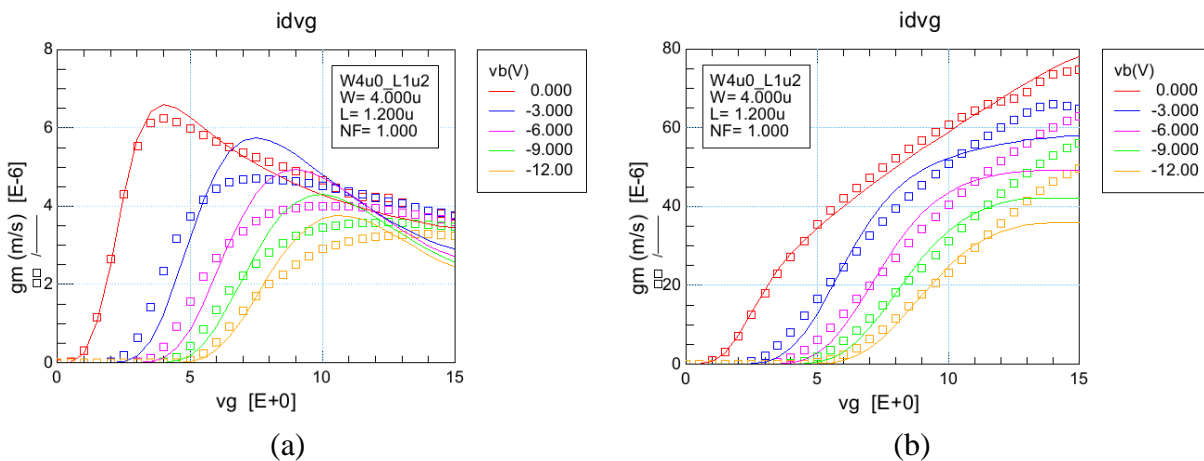 idvg
8
6
4
2
0
0 5 10 15
gm (m/s) [E-6]
□□ /___
vg [E+0]
W4u0_L1u2
W= 4.000u
L= 1.200u
NF= 1.000
vb(V)
0.000
-3.000
-6.000
-9.000
-12.00
(a)
idvg
80
60
40
20
0
0 5 10 15
gm (m/s) [E-6]
□□ /___
vg [E+0]
W4u0_L1u2
W= 4.000u
L= 1.200u
NF= 1.000
vb(V)
0.000
-3.000
-6.000
-9.000
-12.00
(b)